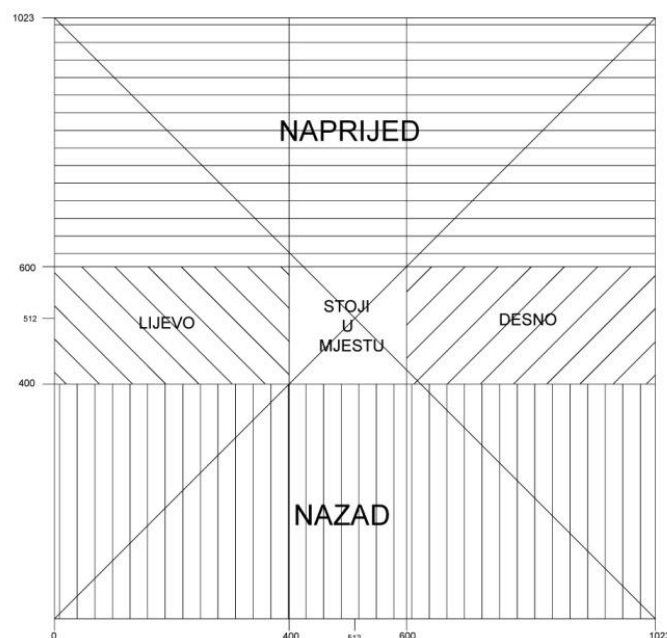 1023
NAPRIJED
600
512
400
LIJEVO
STOJI
U
MJESTU
DESNO
NAZAD
0
400
512
600
1023